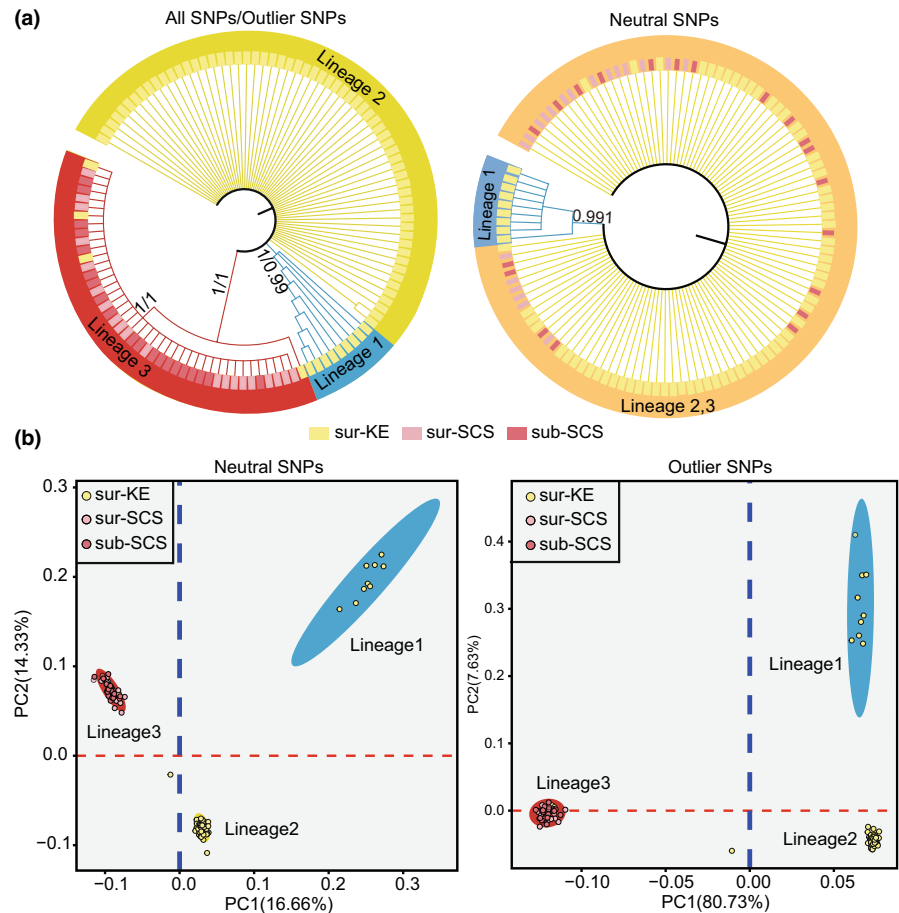 (a)
All SNPs/Outlier SNPs
Neutral SNPs
Lineage 2
Lineage 1
Lineage 3
1/1
1/1
1/0.99
Lineage 1
0.991
Lineage 2,3
sur-KE
sur-SCS
sub-SCS
(b)
Neutral SNPs
sur-KE
sur-SCS
sub-SCS
0.3
0.2
0.1
0.0
−0.1
PC2(14.33%)
Lineage1
Lineage3
Lineage2
−0.1
0.0
0.1
0.2
0.3
PC1(16.66%)
Outlier SNPs
sur-KE
sur-SCS
sub-SCS
0.4
0.3
0.2
0.1
0.0
PC2(7.63%)
Lineage1
Lineage3
Lineage2
−0.10
−0.05
0.00
0.05
PC1(80.73%)